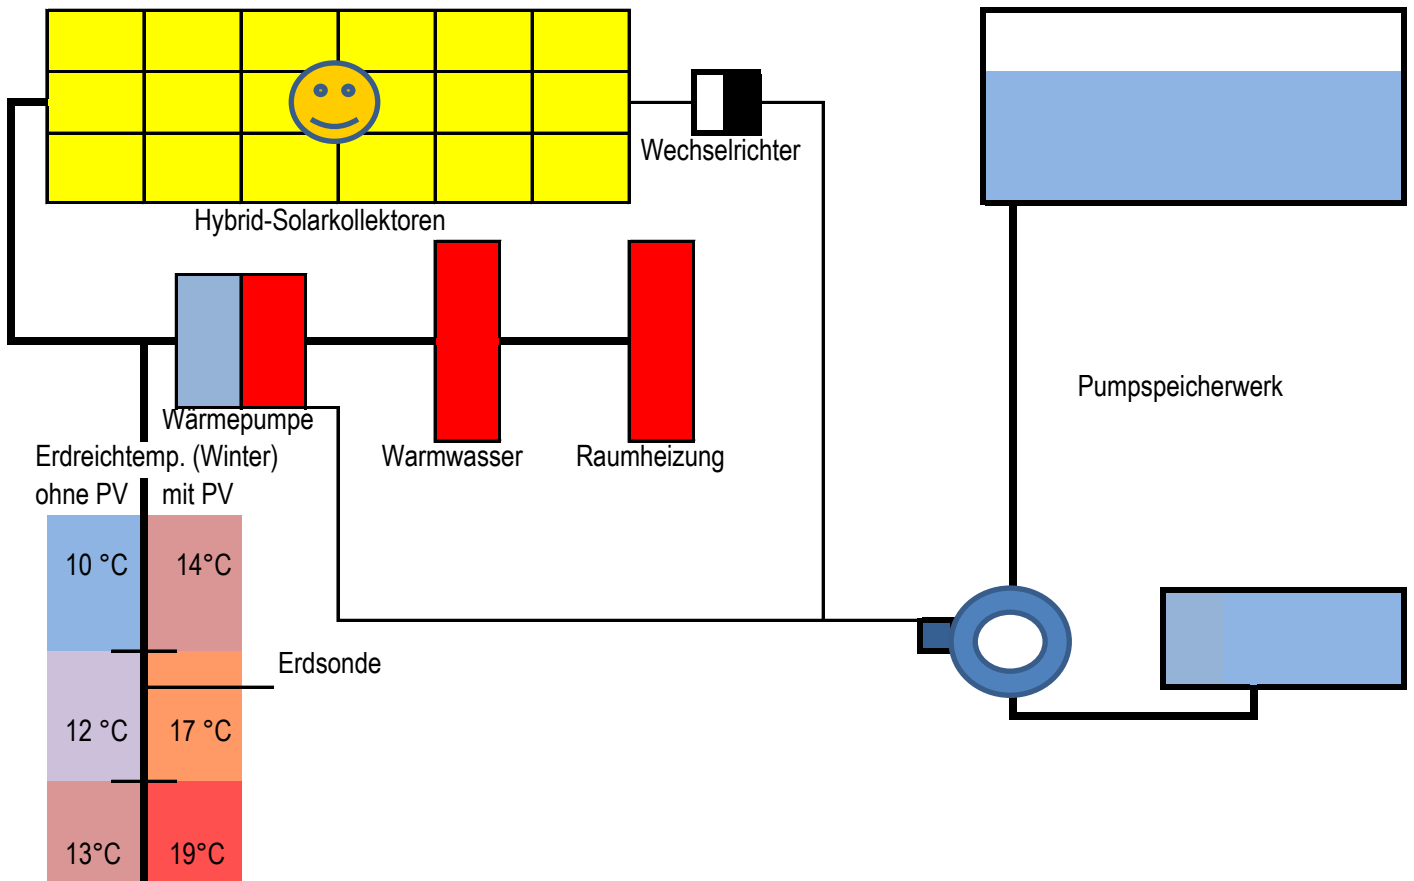 Wechselrichter
Hybrid-Solarkollektoren
Pumpspeicherwerk
Wärmepumpe
Erdreichtemp. (Winter)
Warmwasser
Raumheizung
ohne PV
mit PV
10 °C
14°C
Erdsonde
12 °C
17 °C
13°C
19°C